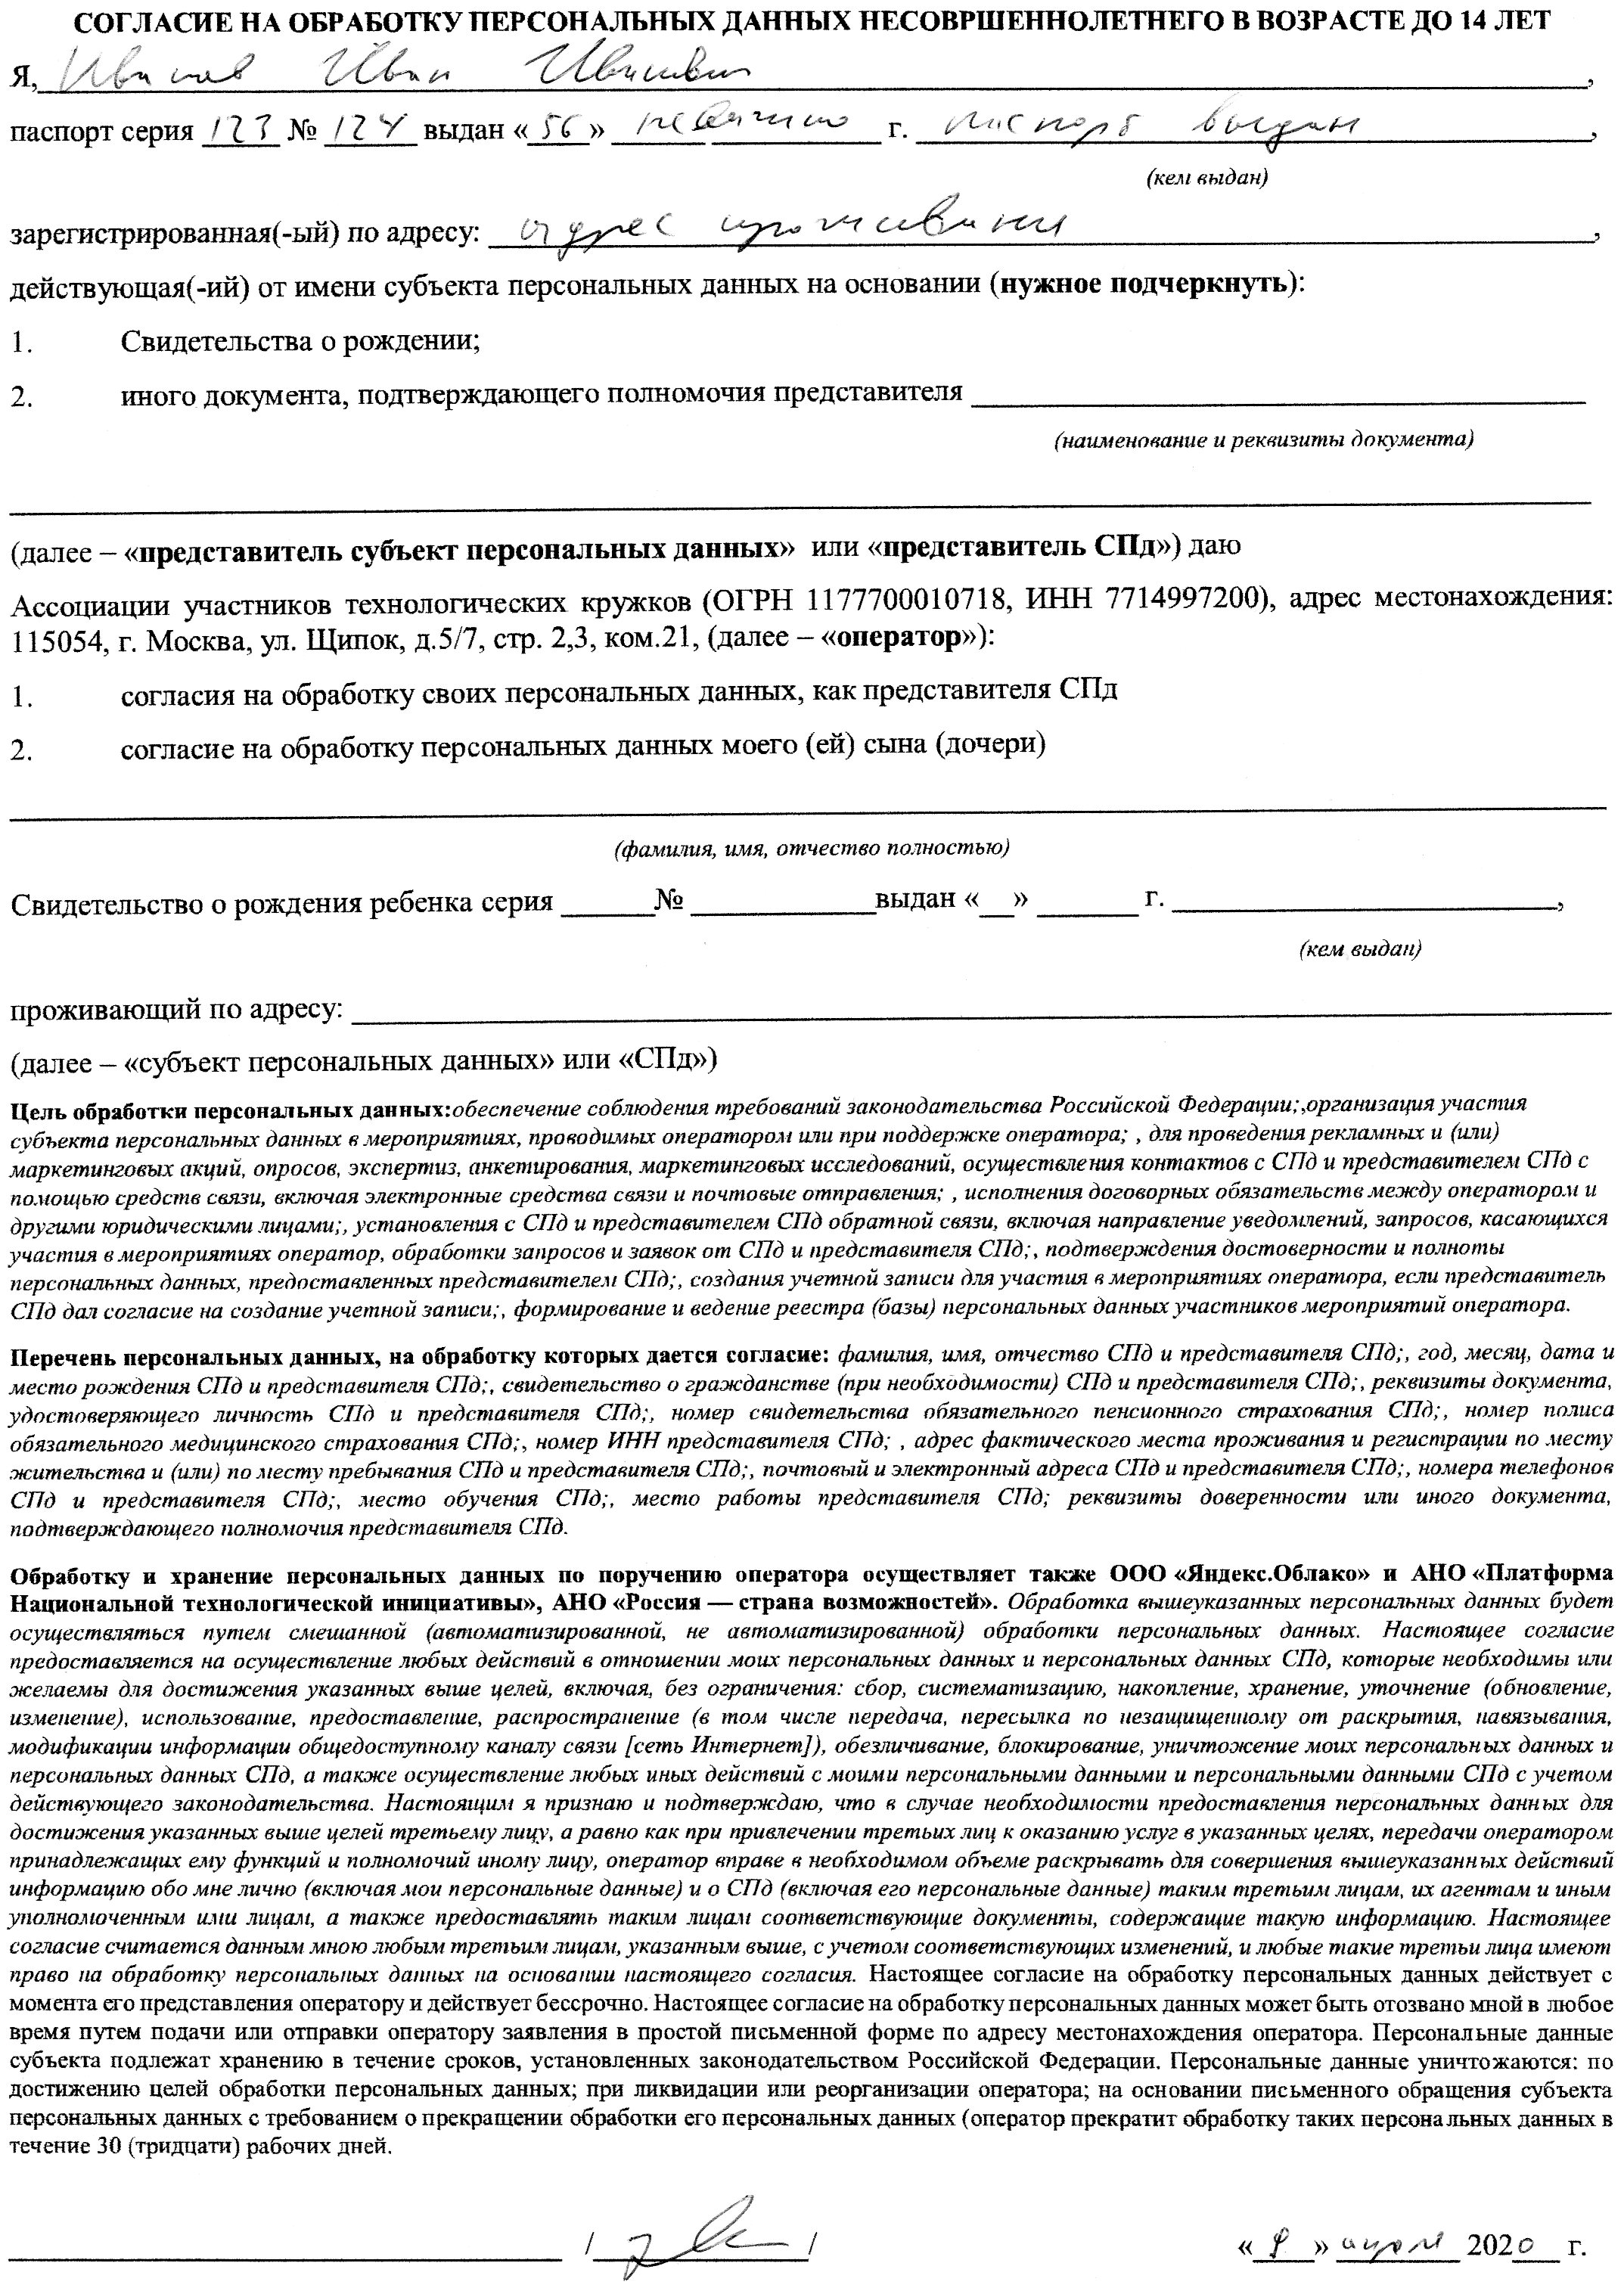 СОГЛАСИЕ НА ОБРАБОТКУ ПЕРСОНАЛЬНЫХ ДАННЫХ НЕСОВРШЕННОЛЕТНЕГО В ВОЗРАСТЕ ДО 14 ЛЕТ
Я, Иванов Иван Иванович,
паспорт серия 123 № 124 выдан «56» г. паспорт выдан,
(кем выдан)
зарегистрированная(-ый) по адресу: адрес проживания,
действующая(-ий) от имени субъекта персональных данных на основании (нужное подчеркнуть):
1. Свидетельства о рождении;
2. иного документа, подтверждающего полномочия представителя
(наименование и реквизиты документа)
(далее – «представитель субъект персональных данных» или «представитель СПд») даю
Ассоциации участников технологических кружков (ОГРН 1177700010718, ИНН 7714997200), адрес местонахождения:
115054, г. Москва, ул. Щипок, д.5/7, стр. 2,3, ком.21, (далее – «оператор»):
1. согласия на обработку своих персональных данных, как представителя СПд
2. согласие на обработку персональных данных моего (ей) сына (дочери)
(фамилия, имя, отчество полностью)
Свидетельство о рождения ребенка серия ______№ ____________выдан «__» ______ г. ____________,
(кем выдан)
проживающий по адресу:
(далее – «субъект персональных данных» или «СПд»)
Цель обработки персональных данных:обеспечение соблюдения требований законодательства Российской Федерации;,организация участия
субъекта персональных данных в мероприятиях, проводимых оператором или при поддержке оператора; , для проведения рекламных и (или)
маркетинговых акций, опросов, экспертиз, анкетирования, маркетинговых исследований, осуществления контактов с СПд и представителем СПд с
помощью средств связи, включая электронные средства связи и почтовые отправления; , исполнения договорных обязательств между оператором и
другими юридическими лицами;, установления с СПд и представителем СПд обратной связи, включая направление уведомлений, запросов, касающихся
участия в мероприятиях оператор, обработки запросов и заявок от СПд и представителя СПд;, подтверждения достоверности и полноты
персональных данных, предоставленных представителем СПд;, создания учетной записи для участия в мероприятиях оператора, если представитель
СПд дал согласие на создание учетной записи;, формирование и ведение реестра (базы) персональных данных участников мероприятий оператора.
Перечень персональных данных, на обработку которых дается согласие: фамилия, имя, отчество СПд и представителя СПд;, год, месяц, дата и
место рождения СПд и представителя СПд;, свидетельство о гражданстве (при необходимости) СПд и представителя СПд;, реквизиты документа,
удостоверяющего личность СПд и представителя СПд;, номер свидетельства обязательного пенсионного страхования СПд;, номер полиса
обязательного медицинского страхования СПд;, номер ИНН представителя СПд; , адрес фактического места проживания и регистрации по месту
жительства и (или) по месту пребывания СПд и представителя СПд;, почтовый и электронный адреса СПд и представителя СПд;, номера телефонов
СПд и представителя СПд;, место обучения СПд;, место работы представителя СПд; реквизиты доверенности или иного документа,
подтверждающего полномочия представителя СПд.
Обработку и хранение персональных данных по поручению оператора осуществляет также ООО «Яндекс.Облако» и АНО «Платформа
Национальной технологической инициативы», АНО «Россия — страна возможностей». Обработка вышеуказанных персональных данных будет
осуществляться путем смешанной (автоматизированной, не автоматизированной) обработки персональных данных. Настоящее согласие
предоставляется на осуществление любых действий в отношении моих персональных данных и персональных данных СПд, которые необходимы или
желаемы для достижения указанных выше целей, включая, без ограничения: сбор, систематизацию, накопление, хранение, уточнение (обновление,
изменение), использование, предоставление, распространение (в том числе передача, пересылка по незащищенному от раскрытия, навязывания,
модификации информации общедоступному каналу связи [сеть Интернет]), обезличивание, блокирование, уничтожение моих персональных данных и
персональных данных СПд, а также осуществление любых иных действий с моими персональными данными и персональными данными СПд с учетом
действующего законодательства. Настоящим я признаю и подтверждаю, что в случае необходимости предоставления персональных данных для
достижения указанных выше целей третьему лицу, а равно как при привлечении третьих лиц к оказанию услуг в указанных целях, передачи оператором
принадлежащих ему функций и полномочий иному лицу, оператор вправе в необходимом объеме раскрывать для совершения вышеуказанных действий
информацию обо мне лично (включая мои персональные данные) и о СПд (включая его персональные данные) таким третьим лицам, их агентам и иным
уполномоченным ими лицам, а также предоставлять таким лицам соответствующие документы, содержащие такую информацию. Настоящее
согласие считается данным мною любым третьим лицам, указанным выше, с учетом соответствующих изменений, и любые такие третьи лица имеют
право на обработку персональных данных на основании настоящего согласия. Настоящее согласие на обработку персональных данных действует с
момента его представления оператору и действует бессрочно. Настоящее согласие на обработку персональных данных может быть отозвано мной в любое
время путем подачи или отправки оператору заявления в простой письменной форме по адресу местонахождения оператора. Персональные данные
субъекта подлежат хранению в течение сроков, установленных законодательством Российской Федерации. Персональные данные уничтожаются: по
достижению целей обработки персональных данных; при ликвидации или реорганизации оператора; на основании письменного обращения субъекта
персональных данных с требованием о прекращении обработки его персональных данных (оператор прекратит обработку таких персональных данных в
течение 30 (тридцати) рабочих дней.
/ / « » апреля 2020 г.